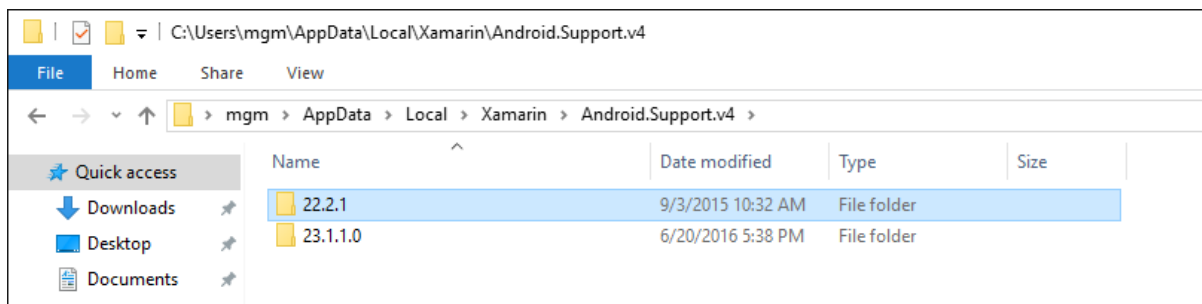 C:\Users\mgm\AppData\Local\Xamarin\Android.Support.v4
File Home Share View
mgm > AppData > Local > Xamarin > Android.Support.v4 >
Name Date modified Type Size
Quick access
Downloads
Desktop
Documents
22.2.1 9/3/2015 10:32 AM File folder
23.1.1.0 6/20/2016 5:38 PM File folder